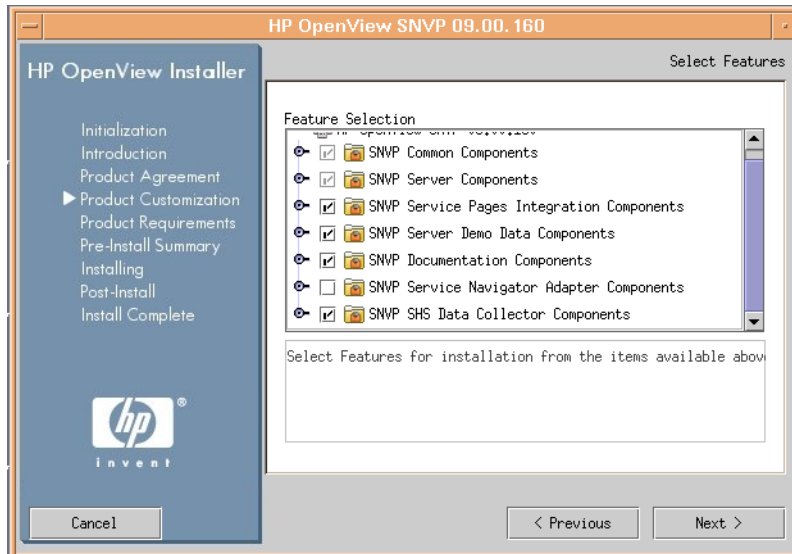 HP OpenView SNVP 09.00.160
HP OpenView Installer
Select Features
Initialization
Introduction
Product Agreement
Product Customization
Product Requirements
Pre-Install Summary
Installing
Post-Install
Install Complete
Feature Selection
SNVP Common Components
SNVP Server Components
SNVP Service Pages Integration Components
SNVP Server Demo Data Components
SNVP Documentation Components
SNVP Service Navigator Adapter Components
SNVP SHS Data Collector Components
Select Features for installation from the items available abov
hp ®
invent
Cancel
< Previous
Next >